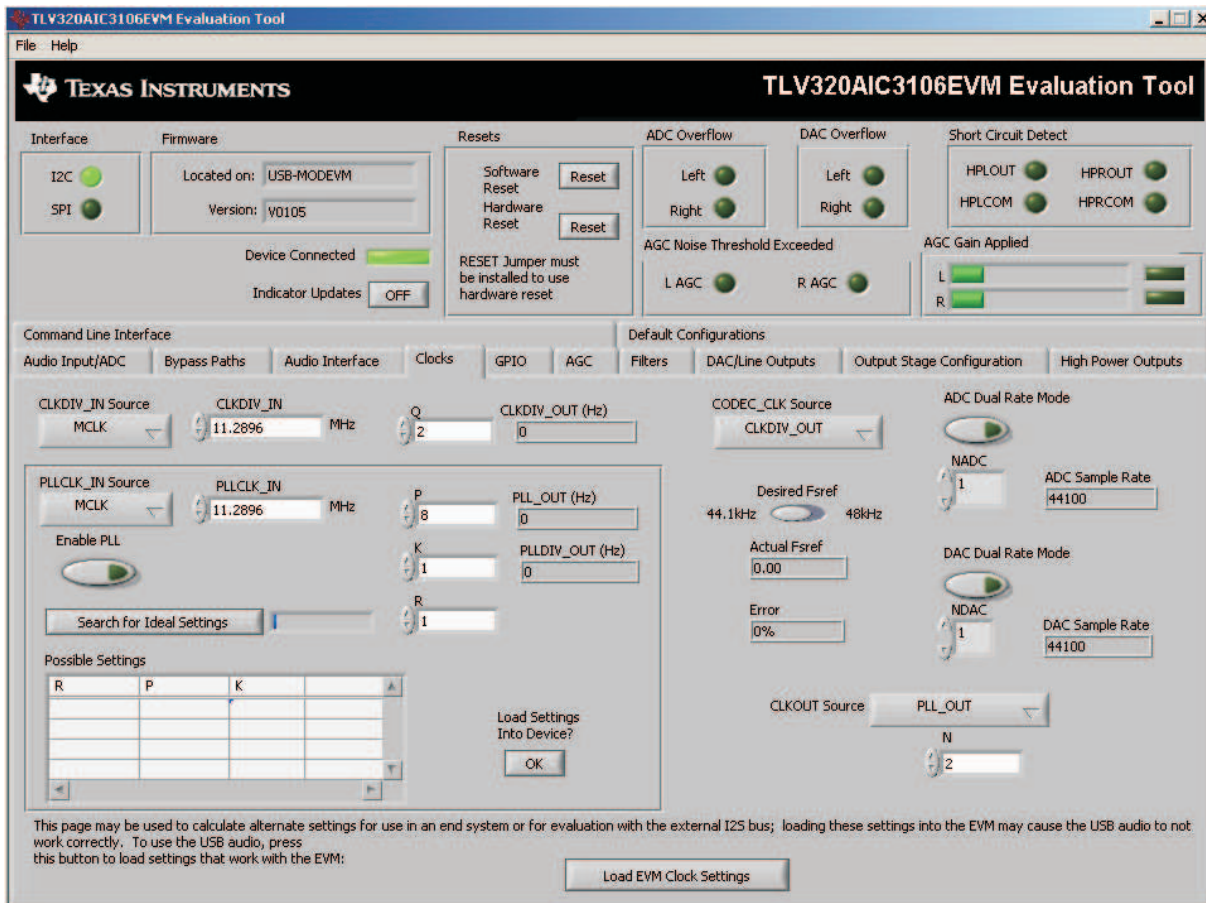 TLV320AIC3106EVM Evaluation Tool
File Help
TEXAS INSTRUMENTS
TLV320AIC3106EVM Evaluation Tool
Interface
I2C
SPI
Firmware
Located on: USB-MODEVM
Version: V0105
Device Connected
Indicator Updates OFF
Resets
Software Reset Reset
Hardware Reset Reset
RESET Jumper must
be installed to use
hardware reset
ADC Overflow
Left
Right
DAC Overflow
Left
Right
Short Circuit Detect
HPLOUT HPROUT
HPLCOM HPRCOM
AGC Noise Threshold Exceeded
L AGC R AGC
AGC Gain Applied
L
R
Command Line Interface Default Configurations
Audio Input/ADC Bypass Paths Audio Interface Clocks GPIO AGC Filters DAC/Line Outputs Output Stage Configuration High Power Outputs
CLKDIV_IN Source
MCLK
CLKDIV_IN
11.2896 MHz
Q
2
CLKDIV_OUT (Hz)
0
PLLCLK_IN Source
MCLK
PLLCLK_IN
11.2896 MHz
P
8
PLL_OUT (Hz)
0
Enable PLL
K
1
PLLDIV_OUT (Hz)
0
R
1
Search for Ideal Settings
Possible Settings
R P K
Load Settings
Into Device?
OK
CODEC_CLK Source
CLKDIV_OUT
ADC Dual Rate Mode
NADC
1
ADC Sample Rate
44100
Desired Fsref
44.1kHz 48kHz
Actual Fsref
0.00
Error
0%
DAC Dual Rate Mode
NDAC
1
DAC Sample Rate
44100
CLKOUT Source PLL_OUT
N
2
This page may be used to calculate alternate settings for use in an end system or for evaluation with the external I2S bus; loading these settings into the EVM may cause the USB audio to not
work correctly. To use the USB audio, press
this button to load settings that work with the EVM:
Load EVM Clock Settings